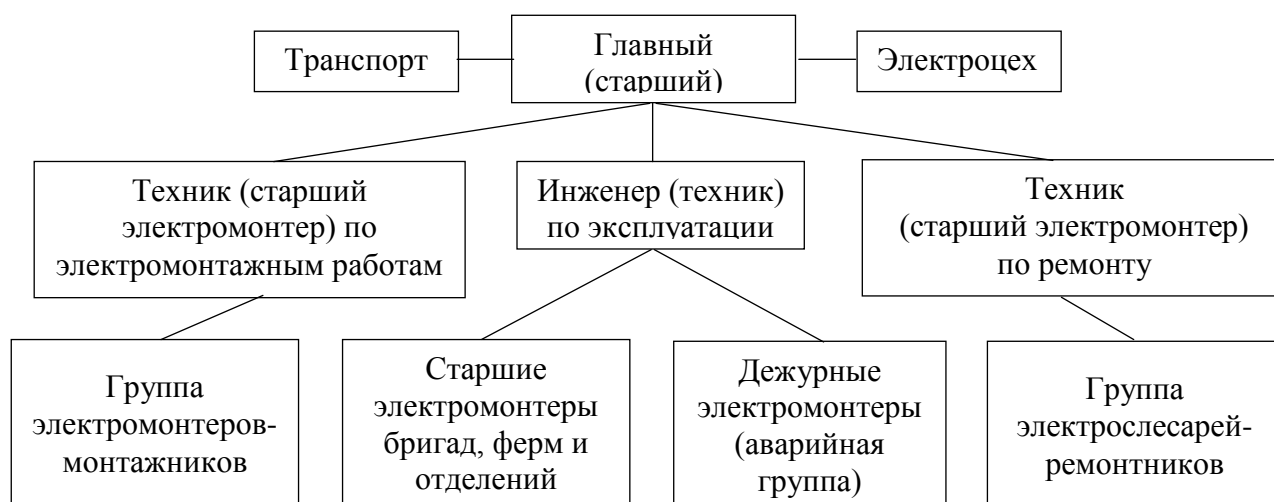 Транспорт
Главный
(старший)
Электроцех
Техник (старший
электромонтер) по
электромонтажным работам
Инженер (техник)
по эксплуатации
Техник
(старший электромонтер)
по ремонту
Группа
электромонтеров-
монтажников
Старшие
электромонтеры
бригад, ферм и
отделений
Дежурные
электромонтеры
(аварийная
группа)
Группа
электрослесарей-
ремонтников